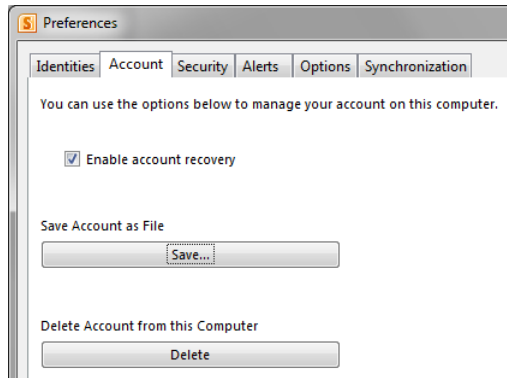 Preferences
Identities Account Security Alerts Options Synchronization
You can use the options below to manage your account on this computer.
Enable account recovery
Save Account as File
Save...
Delete Account from this Computer
Delete